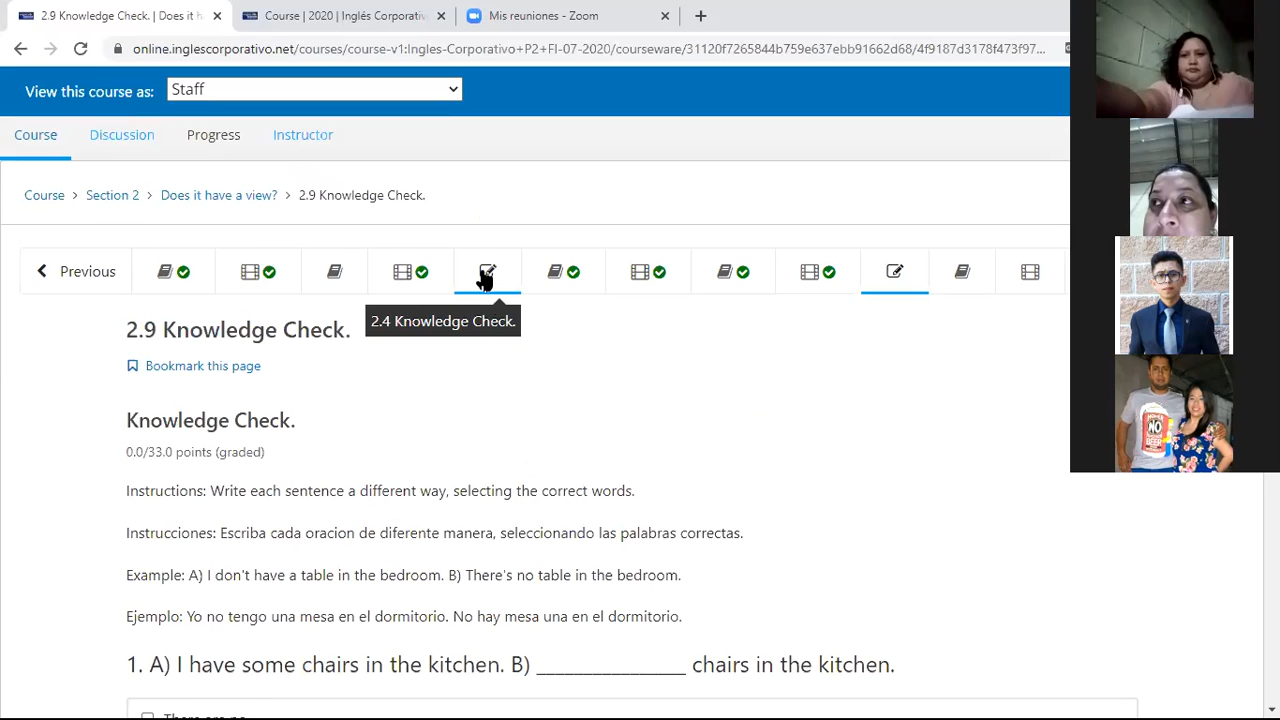 2.9 Knowledge Check. | Does it h
Course | 2020 | Inglés Corporativ
Mis reuniones - Zoom
online.inglescorporativo.net/courses/course-v1:Ingles-Corporativo+P2+FI-07-2020/courseware/31120f7265844b759e637ebb91662d68/4f9187d3178f473f97...
View this course as:
Staff
Course
Discussion
Progress
Instructor
Course > Section 2 > Does it have a view? > 2.9 Knowledge Check.
Previous
2.4 Knowledge Check.
2.9 Knowledge Check.
Bookmark this page
Knowledge Check.
0.0/33.0 points (graded)
Instructions: Write each sentence a different way, selecting the correct words.
Instrucciones: Escriba cada oracion de diferente manera, seleccionando las palabras correctas.
Example: A) I don't have a table in the bedroom. B) There's no table in the bedroom.
Ejemplo: Yo no tengo una mesa en el dormitorio. No hay mesa una en el dormitorio.
1. A) I have some chairs in the kitchen. B) ________________ chairs in the kitchen.
There are no
NO
BEER